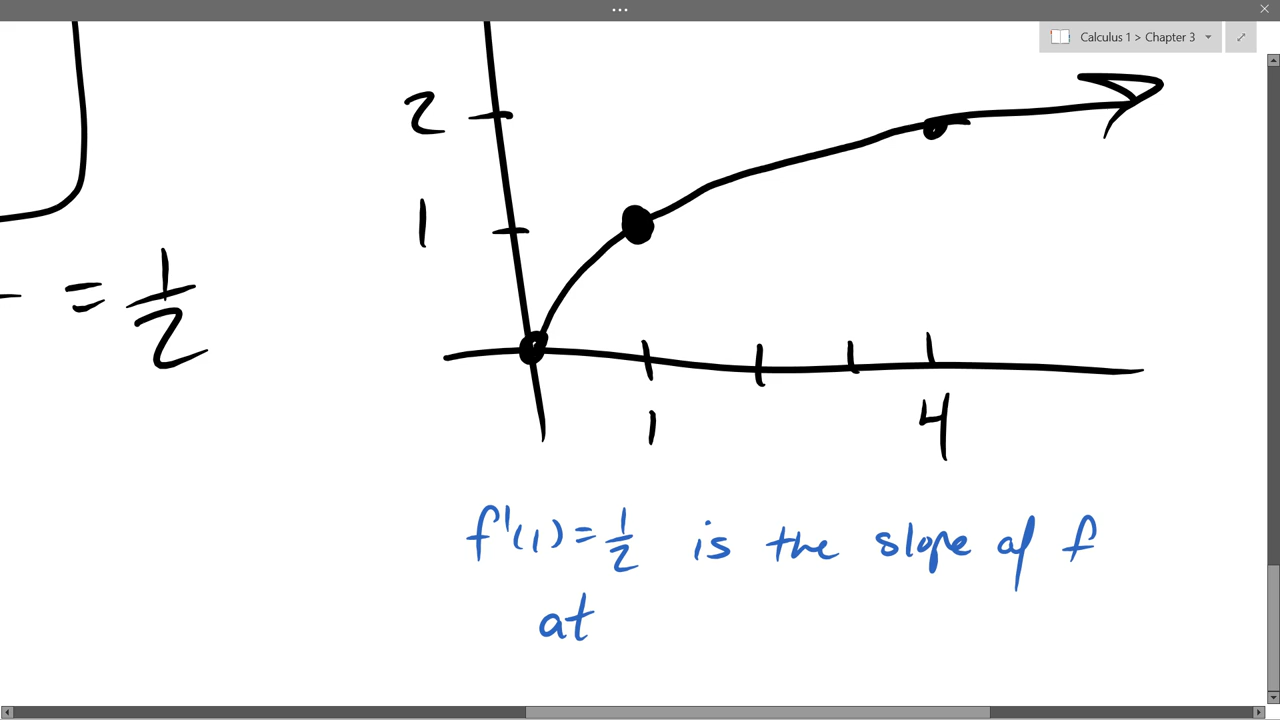 ...
Calculus 1 > Chapter 3
2
1
= 1/2
1
4
f'(1) = 1/2 is the slope of f
at